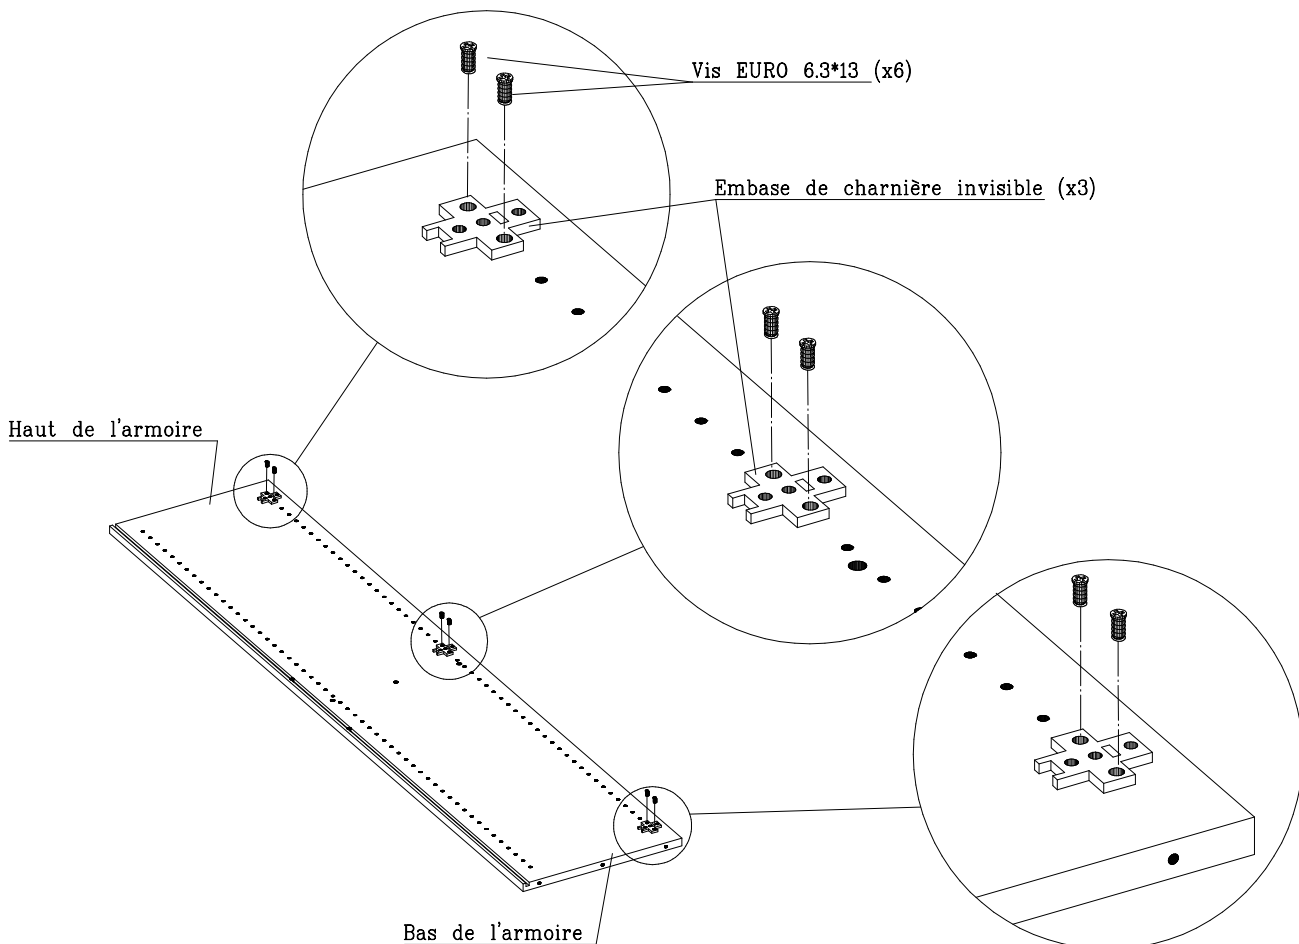 Vis EURO 6.3*13 (x6)
Embase de charnière invisible (x3)
Haut de l'armoire
Bas de l'armoire